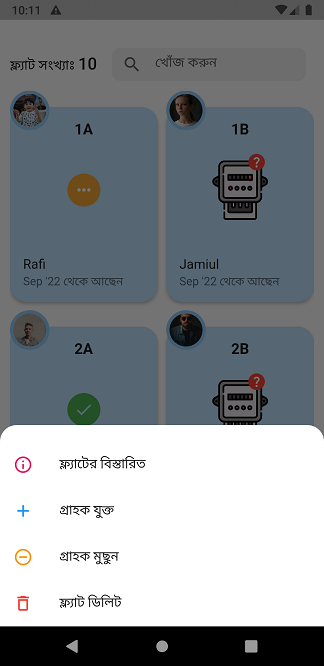 10:11
ফ্ল্যাট সংখ্যাঃ 10
খোঁজ করুন
1A
1B
?
Rafi
Sep '22 থেকে আছেন
Jamiul
Sep '22 থেকে আছেন
2A
2B
?
ফ্ল্যাটের বিস্তারিত
গ্রাহক যুক্ত
গ্রাহক মুছুন
ফ্ল্যাট ডিলিট